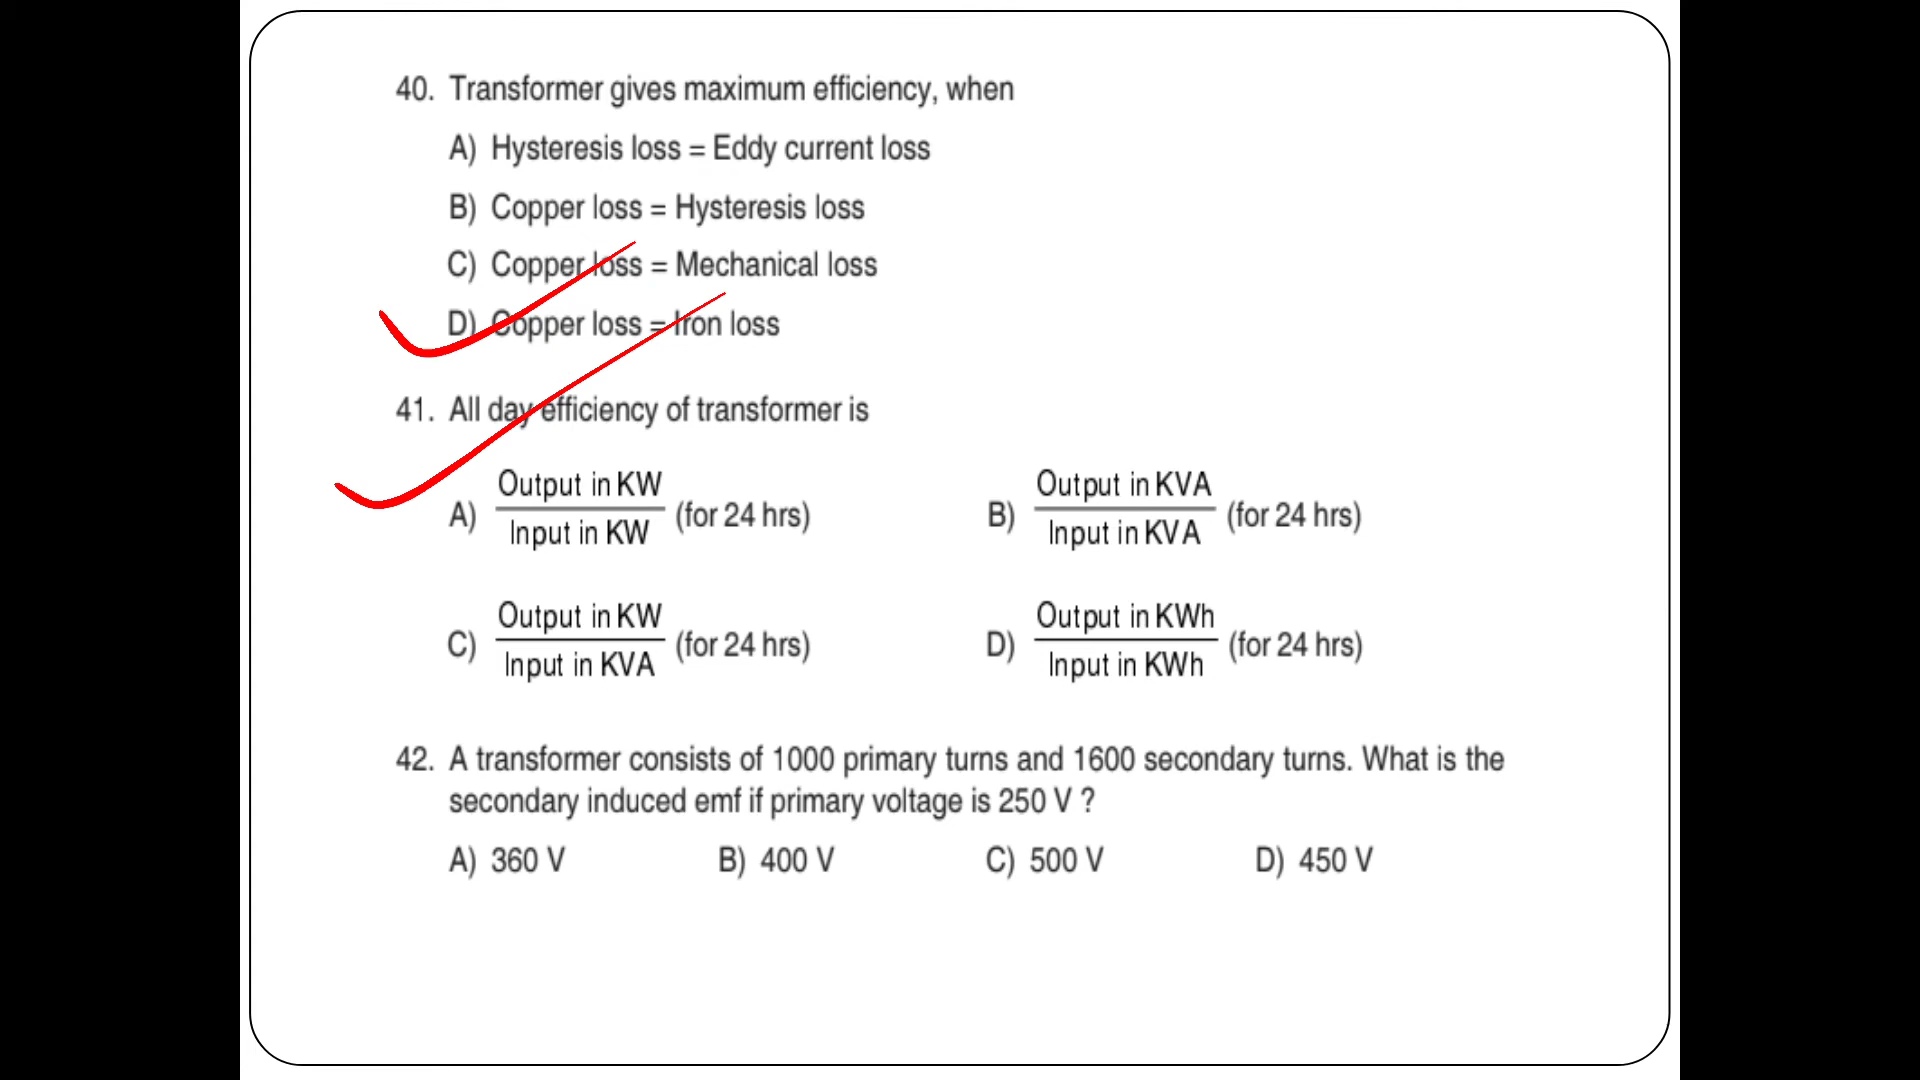 40. Transformer gives maximum efficiency, when
A) Hysteresis loss = Eddy current loss
B) Copper loss = Hysteresis loss
C) Copper loss = Mechanical loss
D) Copper loss = Iron loss
41. All day efficiency of transformer is
A) Output in KW / Input in KW (for 24 hrs)
B) Output in KVA / Input in KVA (for 24 hrs)
C) Output in KW / Input in KVA (for 24 hrs)
D) Output in KWh / Input in KWh (for 24 hrs)
42. A transformer consists of 1000 primary turns and 1600 secondary turns. What is the
secondary induced emf if primary voltage is 250 V ?
A) 360 V B) 400 V C) 500 V D) 450 V